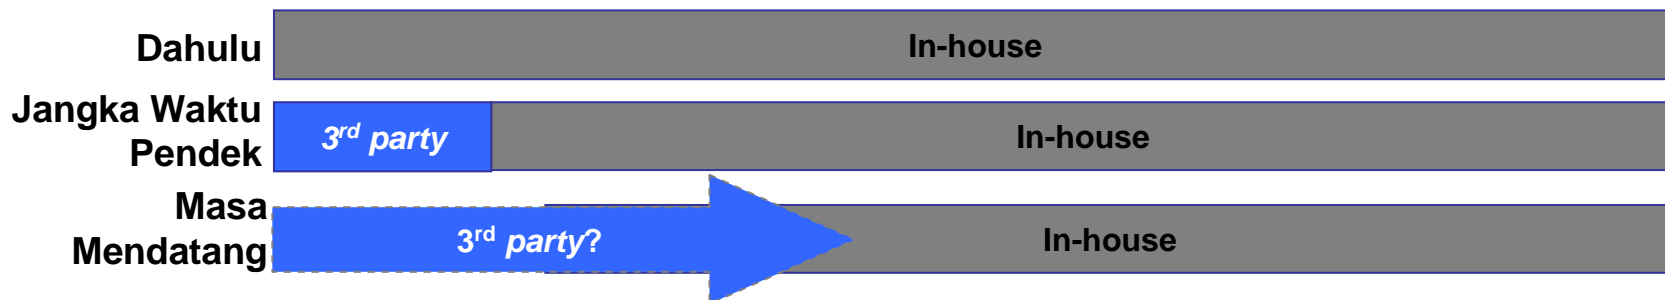 Dahulu
In-house
Jangka Waktu
Pendek
3rd party
In-house
Masa
Mendatang
3rd party?
In-house